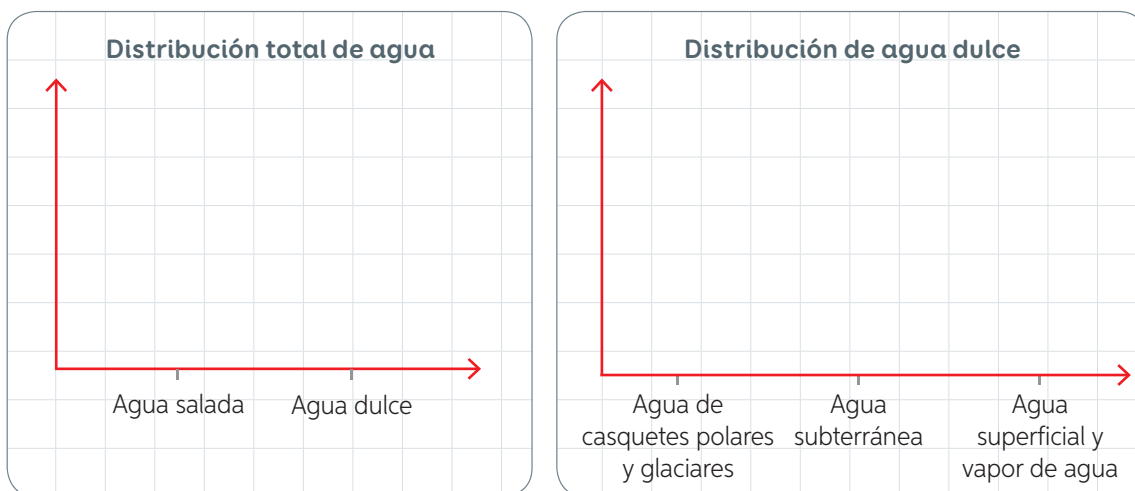 Distribución total de agua
Agua salada
Agua dulce
Distribución de agua dulce
Agua de
casquetes polares
y glaciares
Agua
subterránea
Agua
superficial y
vapor de agua